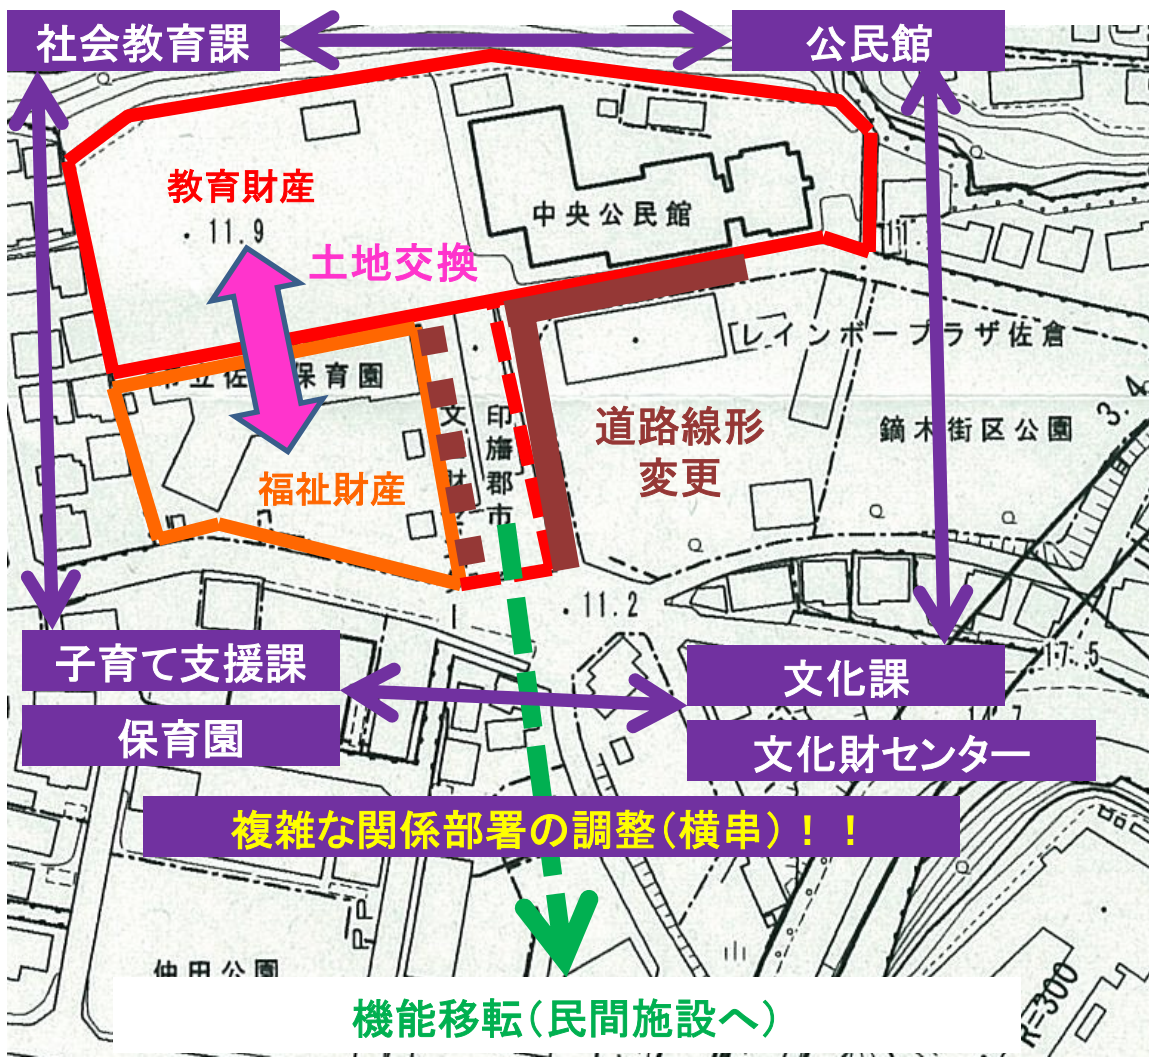 社会教育課
公民館
教育財産
・11.9
中央公民館
土地交換
11
レインボープラザ佐倉
保育園
道路線形
変更
3.4
鏑木街区公園
文
印旛郡市
福祉財産
・11.2
17.5
子育て支援課
文化課
保育園
文化財センター
複雑な関係部署の調整(横串)！！
仲田公園
R=300
機能移転(民間施設へ)